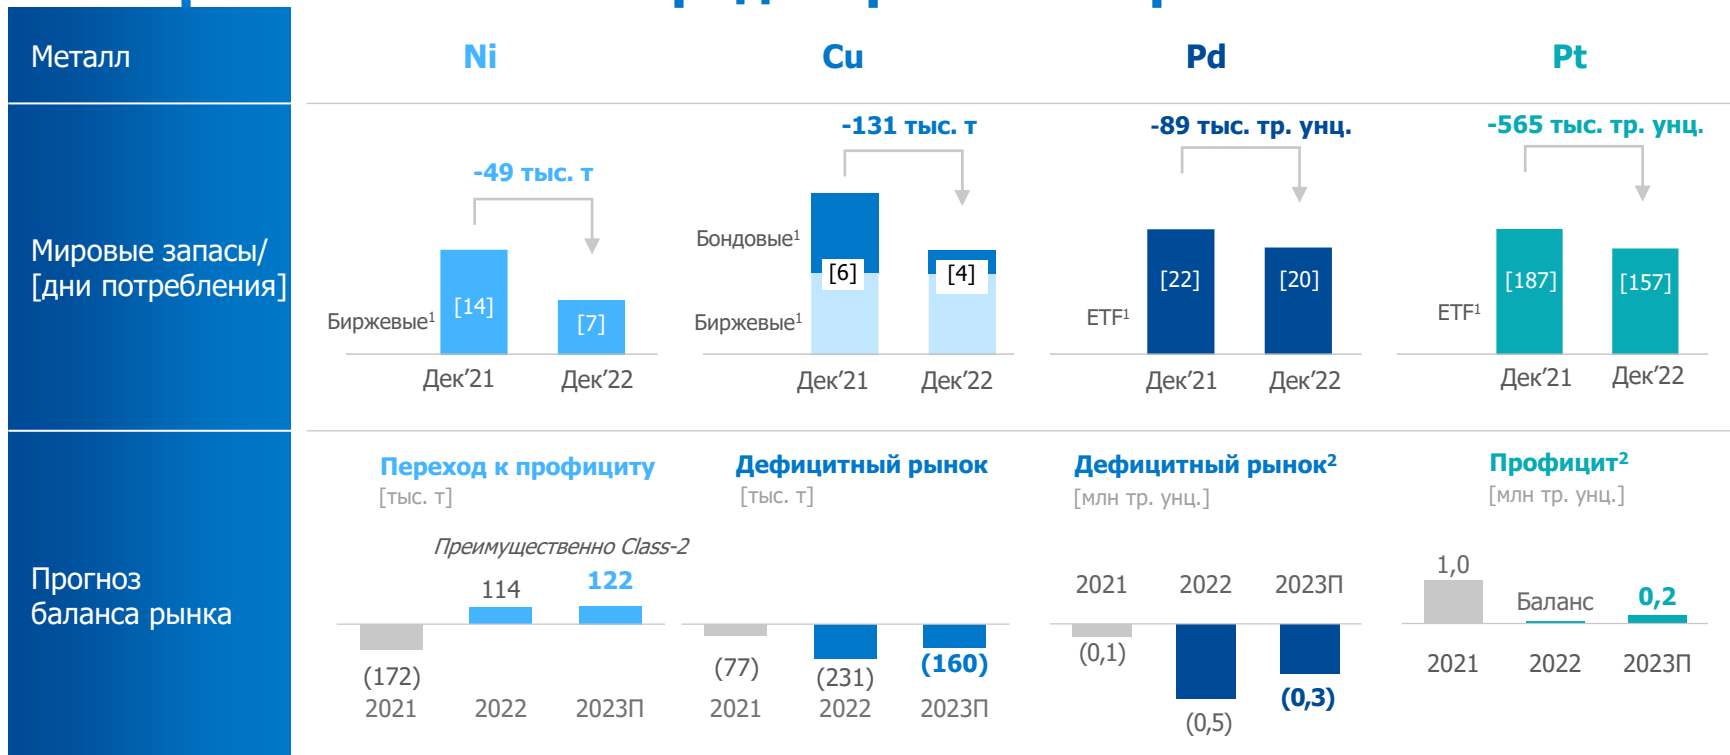 Металл
Ni
Cu
Pd
Pt
Мировые запасы/
[дни потребления]
-49 тыс. т
Биржевые¹
[14]
[7]
Дек’21
Дек’22
-131 тыс. т
Бондовые¹
Биржевые¹
[6]
[4]
Дек’21
Дек’22
-89 тыс. тр. унц.
ETF¹
[22]
[20]
Дек’21
Дек’22
-565 тыс. тр. унц.
ETF¹
[187]
[157]
Дек’21
Дек’22
Прогноз
баланса рынка
Переход к профициту
[тыс. т]
Преимущественно Class-2
114
122
(172)
2021
2022
2023П
Дефицитный рынок
[тыс. т]
(77)
(231)
(160)
2021
2022
2023П
Дефицитный рынок²
[млн тр. унц.]
2021
2022
2023П
(0,1)
(0,5)
(0,3)
Профицит²
[млн тр. унц.]
1,0
Баланс
0,2
2021
2022
2023П